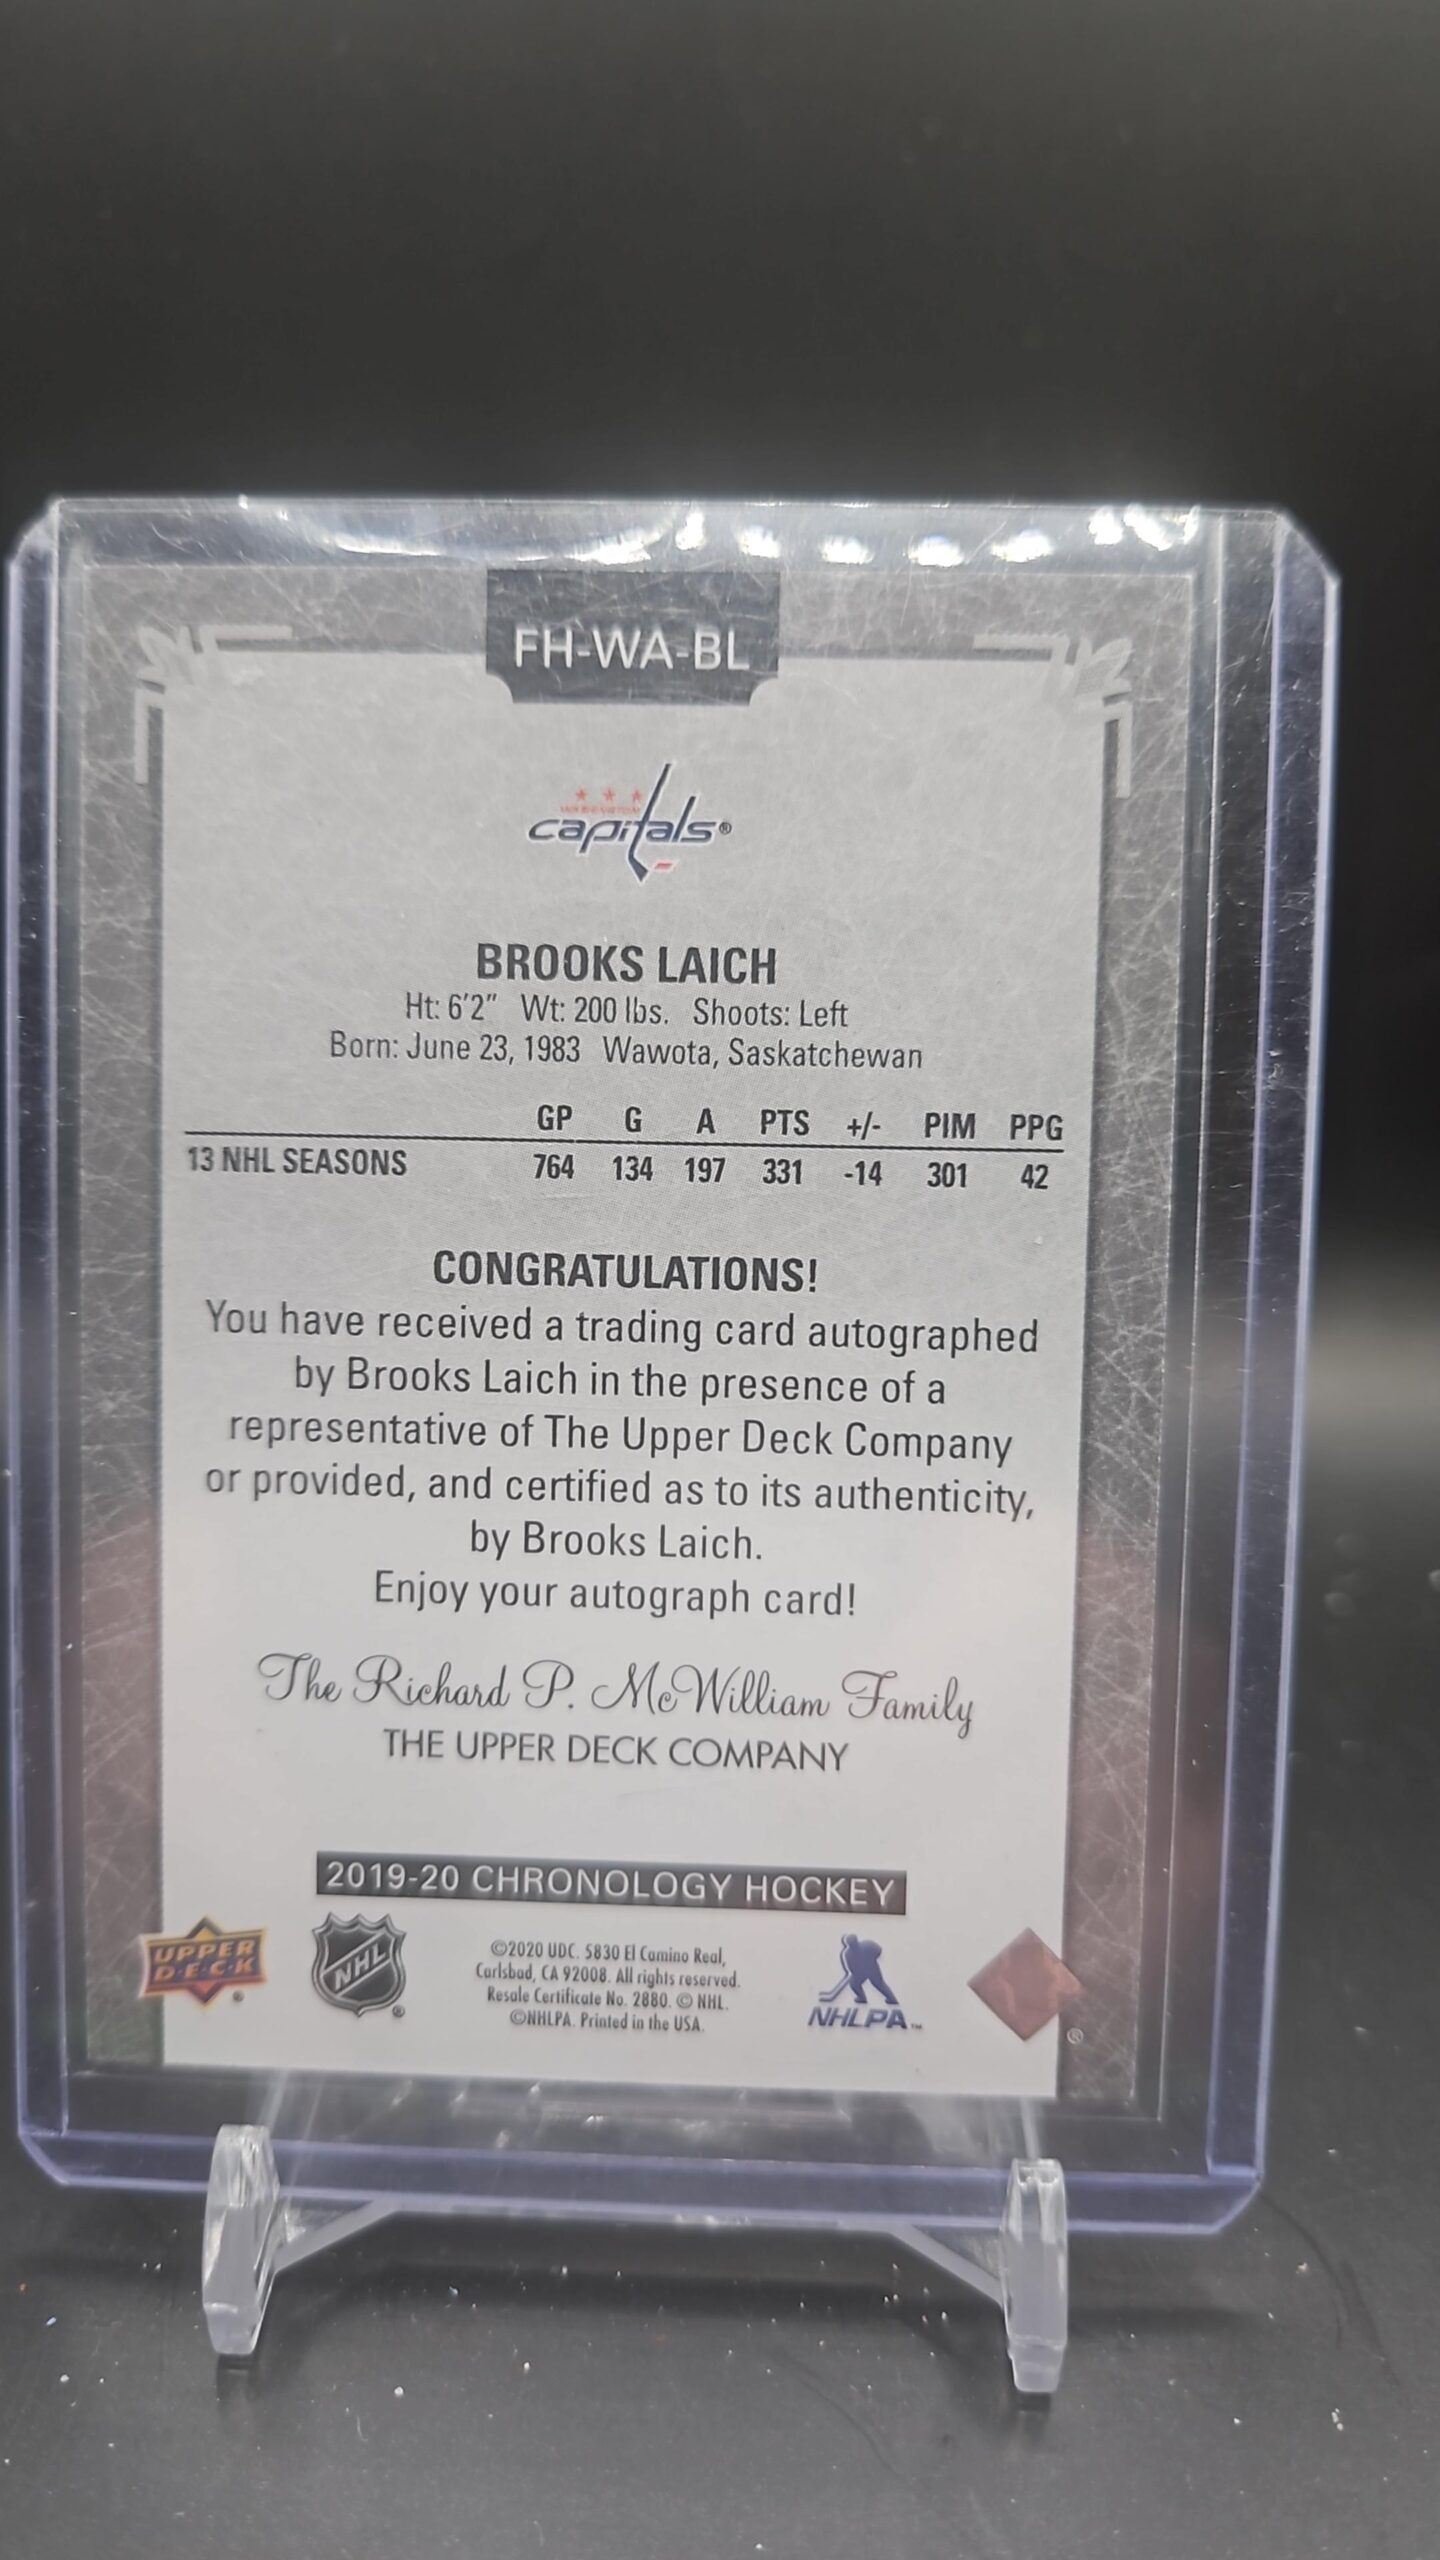 FH-WA-BL
capitals®
BROOKS LAICH
Ht: 6'2" Wt: 200 lbs. Shoots: Left
Born: June 23, 1983 Wawota, Saskatchewan
GP G A PTS +/- PIM PPG
13 NHL SEASONS 764 134 197 331 -14 301 42
CONGRATULATIONS!
You have received a trading card autographed
by Brooks Laich in the presence of a
representative of The Upper Deck Company
or provided, and certified as to its authenticity,
by Brooks Laich.
Enjoy your autograph card!
The Richard P. McWilliam Family
THE UPPER DECK COMPANY
2019-20 CHRONOLOGY HOCKEY
UPPER
D·E·C·K
®
NHL
®
©2020 UDC. 5830 El Camino Real,
Carlsbad, CA 92008. All rights reserved.
Resale Certificate No. 2880. © NHL.
©NHLPA. Printed in the USA.
NHLPA™
®